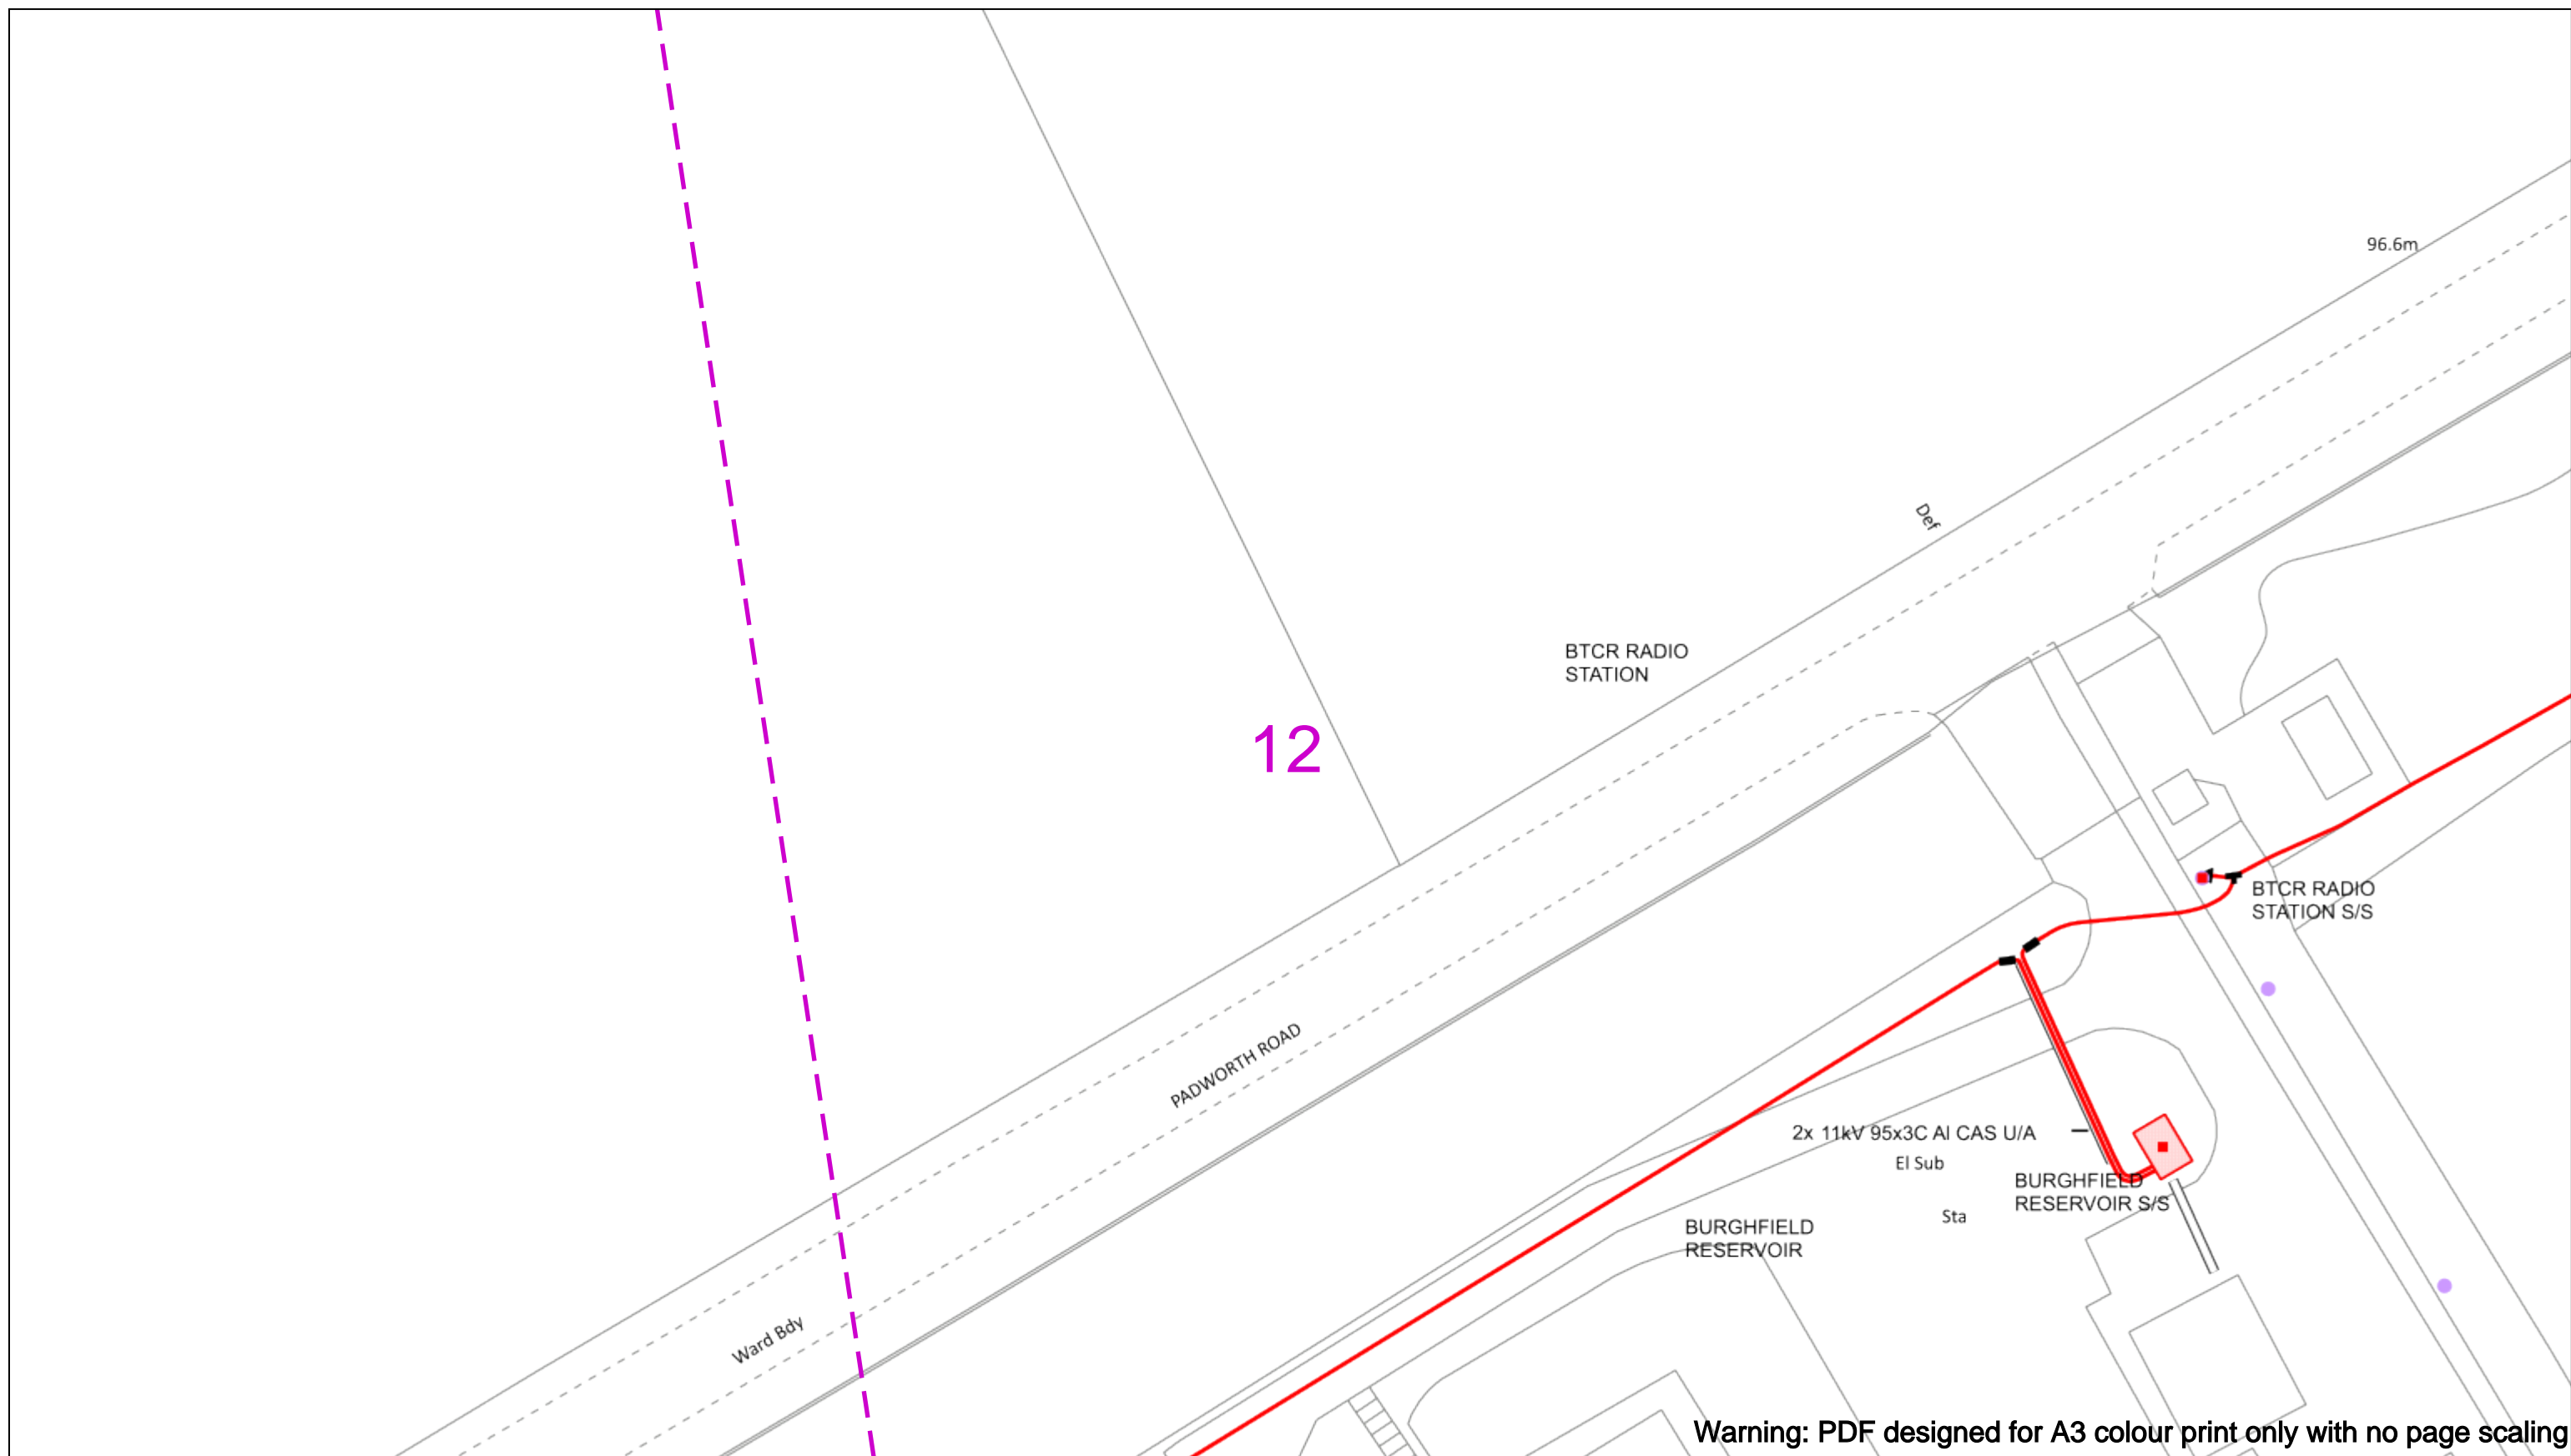 96.6m
Def
BTCR RADIO
STATION
12
BTCR RADIO
STATION S/S
PADWORTH ROAD
2x 11kV 95x3C Al CAS U/A
El Sub
BURGHFIELD
RESERVOIR S/S
Sta
BURGHFIELD
RESERVOIR
Ward Bdy
Warning: PDF designed for A3 colour print only with no page scaling